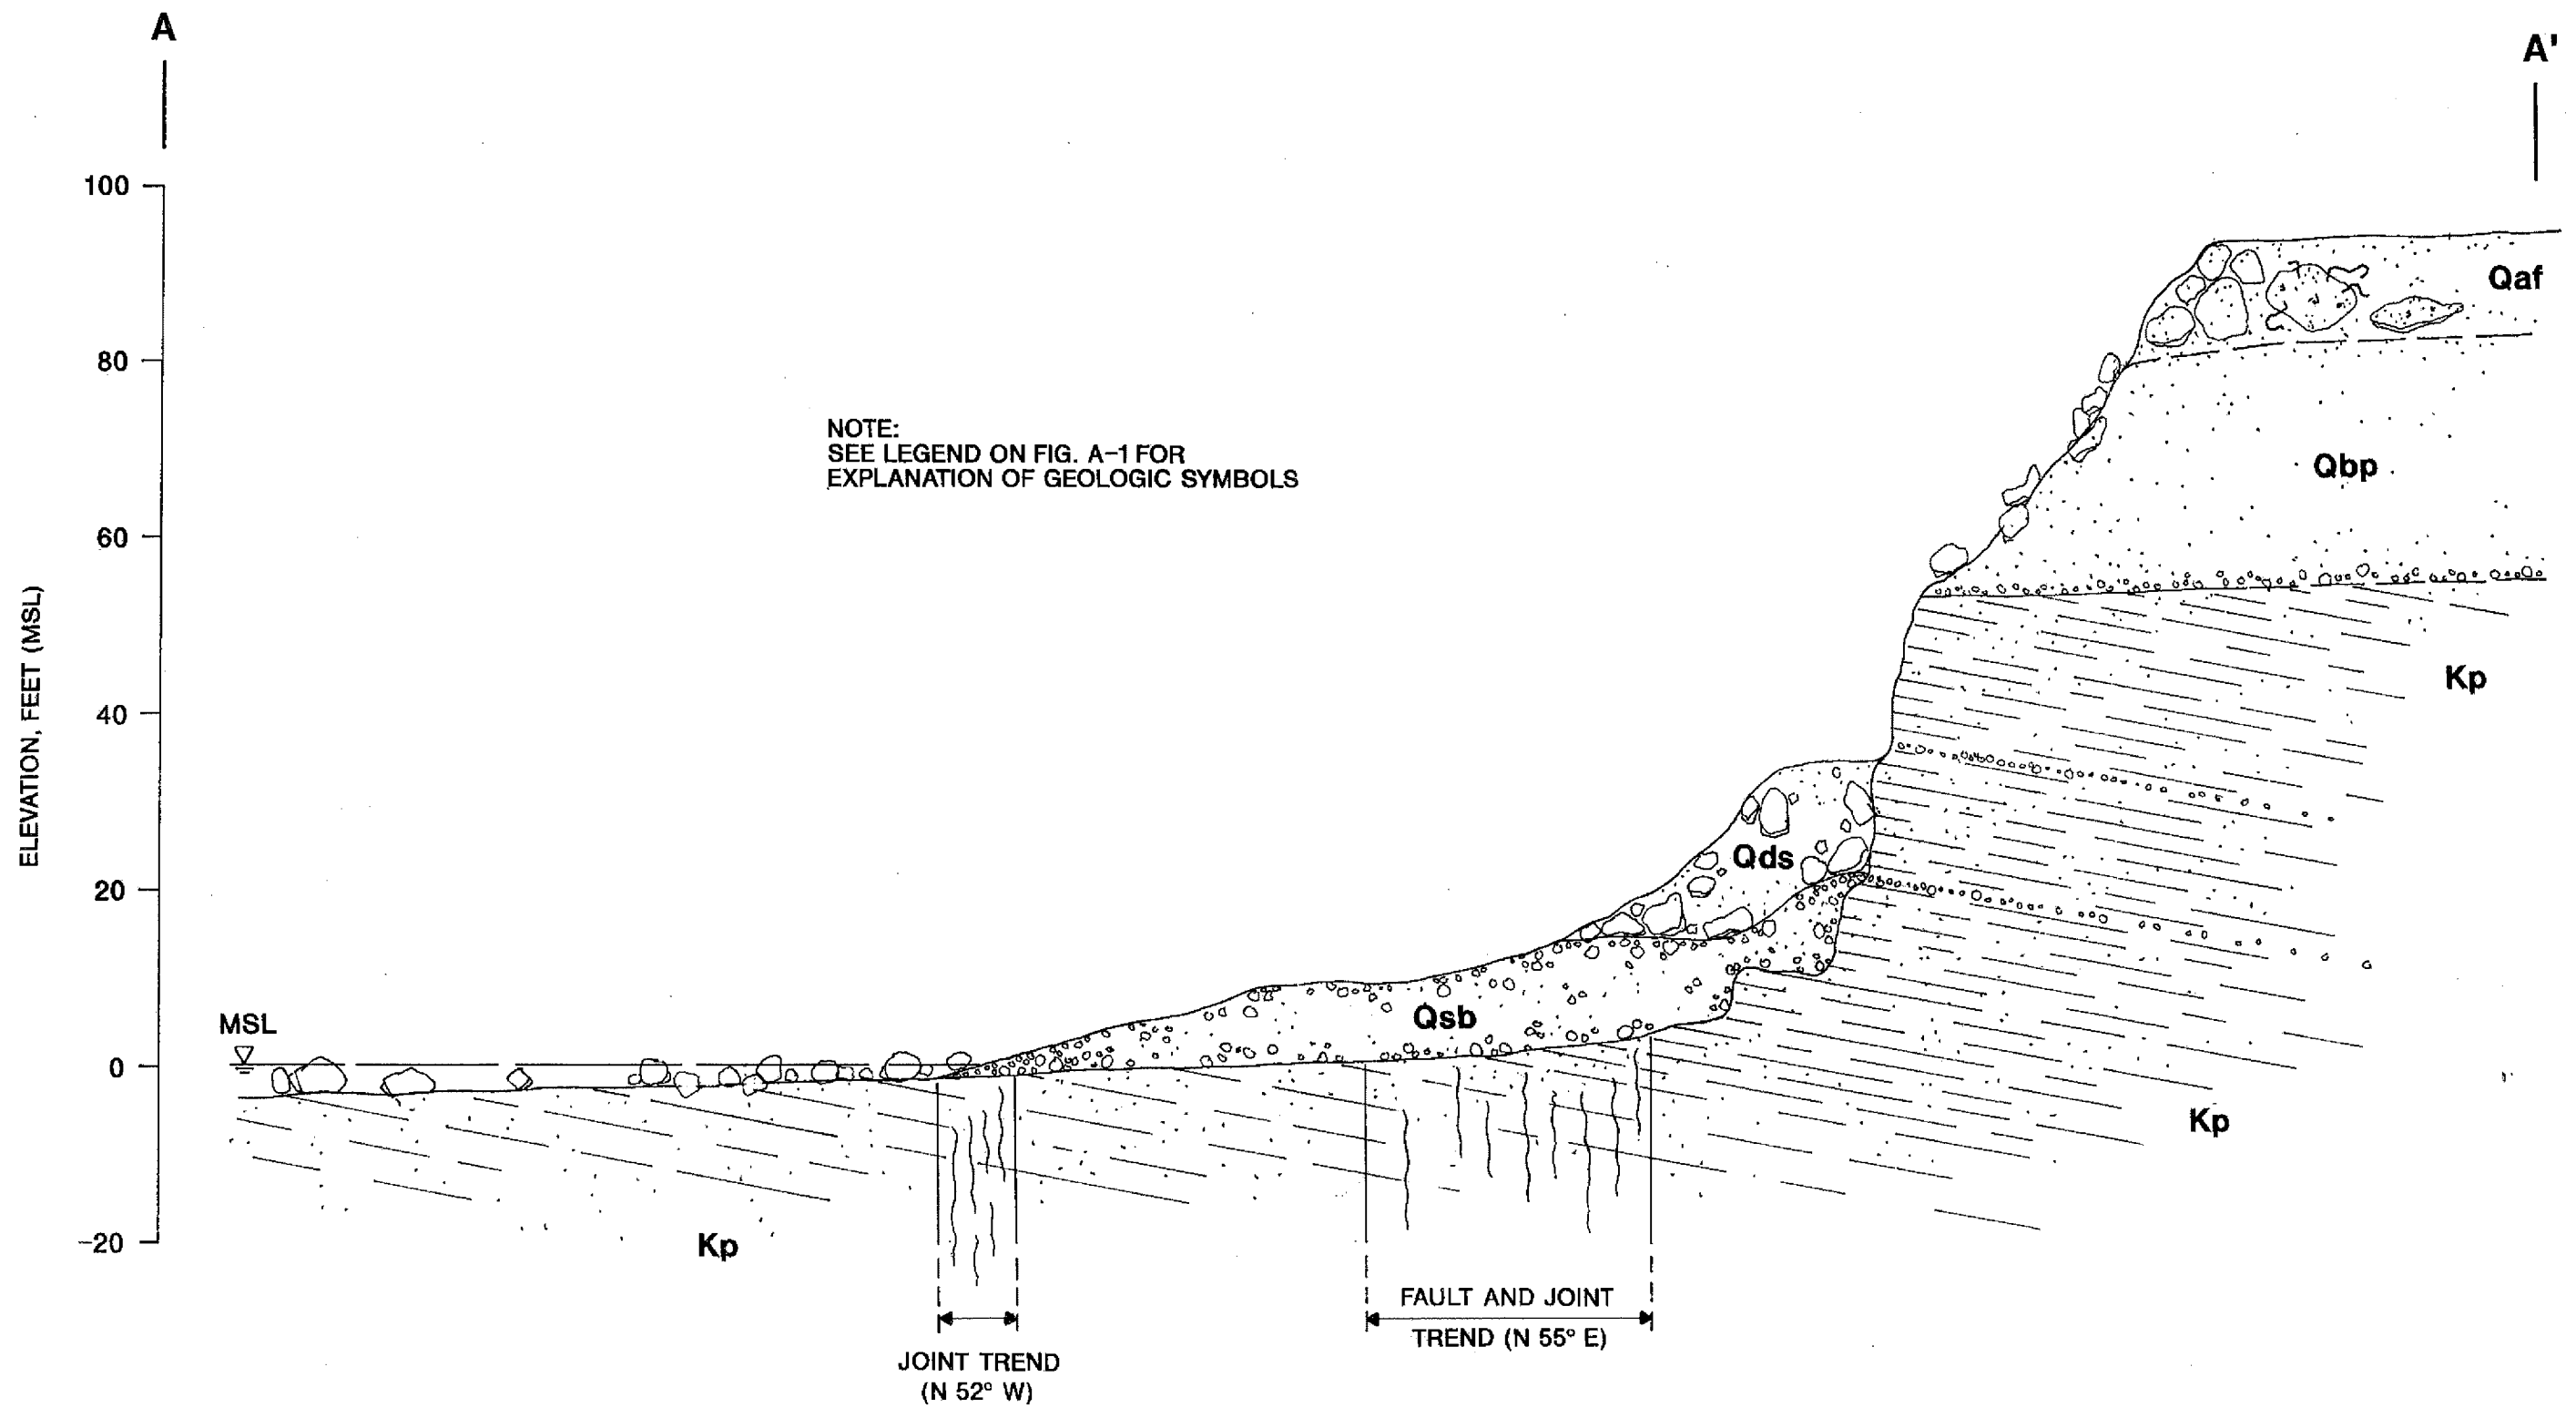 A
A'
100
80
60
40
20
0
-20
ELEVATION, FEET (MSL)
NOTE:
SEE LEGEND ON FIG. A-1 FOR
EXPLANATION OF GEOLOGIC SYMBOLS
Qaf
Qbp
Kp
Qds
Qsb
MSL
Kp
Kp
FAULT AND JOINT
TREND (N 55° E)
JOINT TREND
(N 52° W)